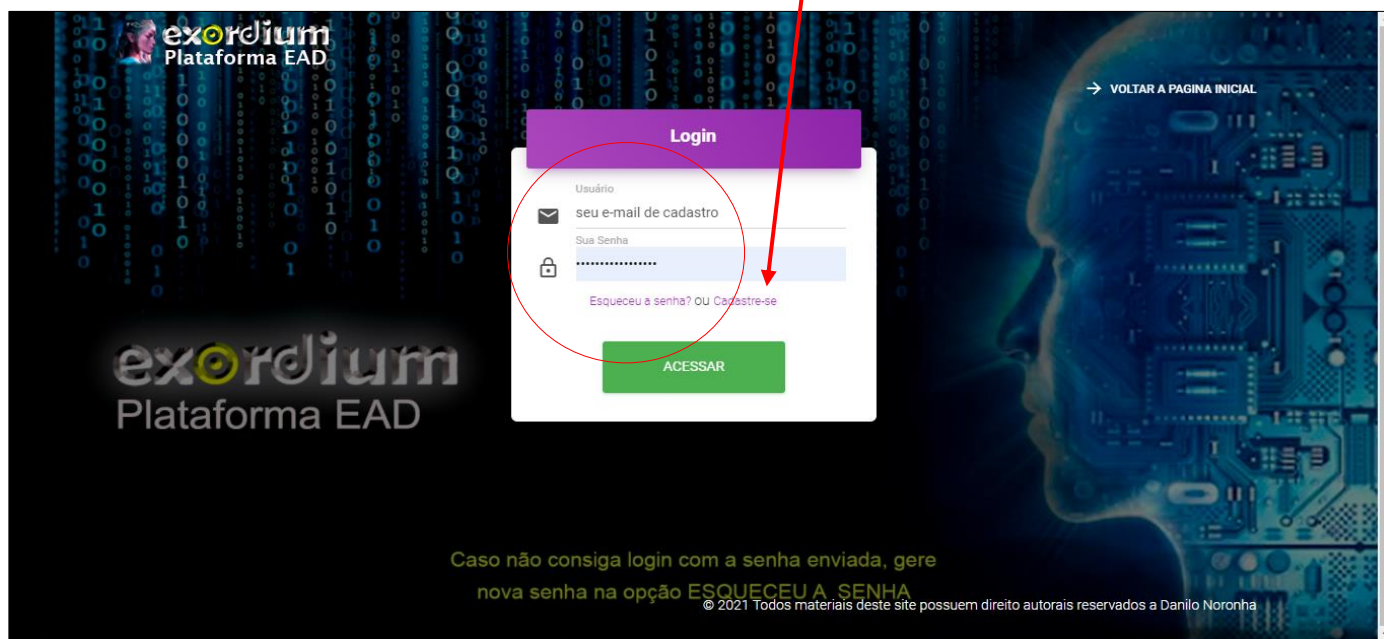 exordium
Plataforma EAD
→ VOLTAR A PAGINA INICIAL
Login
Usuário
seu e-mail de cadastro
Sua Senha
Esqueceu a senha? OU Cadastre-se
ACESSAR
exordium
Plataforma EAD
Caso não consiga login com a senha enviada, gere
nova senha na opção ESQUECEU A SENHA
© 2021 Todos materiais deste site possuem direito autorais reservados a Danilo Noronha